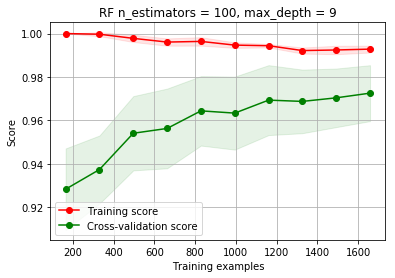 RF n_estimators = 100, max_depth = 9
1.00
0.98
0.96
0.94
0.92
Score
Training score
Cross-validation score
200 400 600 800 1000 1200 1400 1600
Training examples